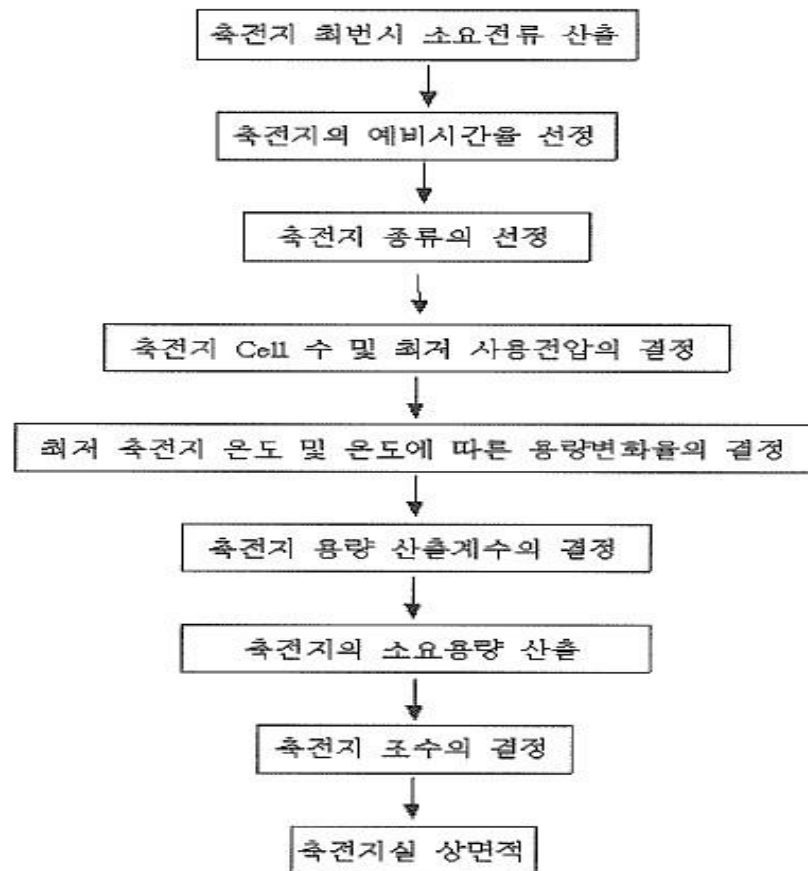 축전지 최번시 소요전류 산출
축전지의 예비시간율 선정
축전지 종류의 선정
축전지 Cell 수 및 최저 사용전압의 결정
최저 축전지 온도 및 온도에 따른 용량변화율의 결정
축전지 용량 산출계수의 결정
축전지의 소요용량 산출
축전지 조수의 결정
축전지실 상면적